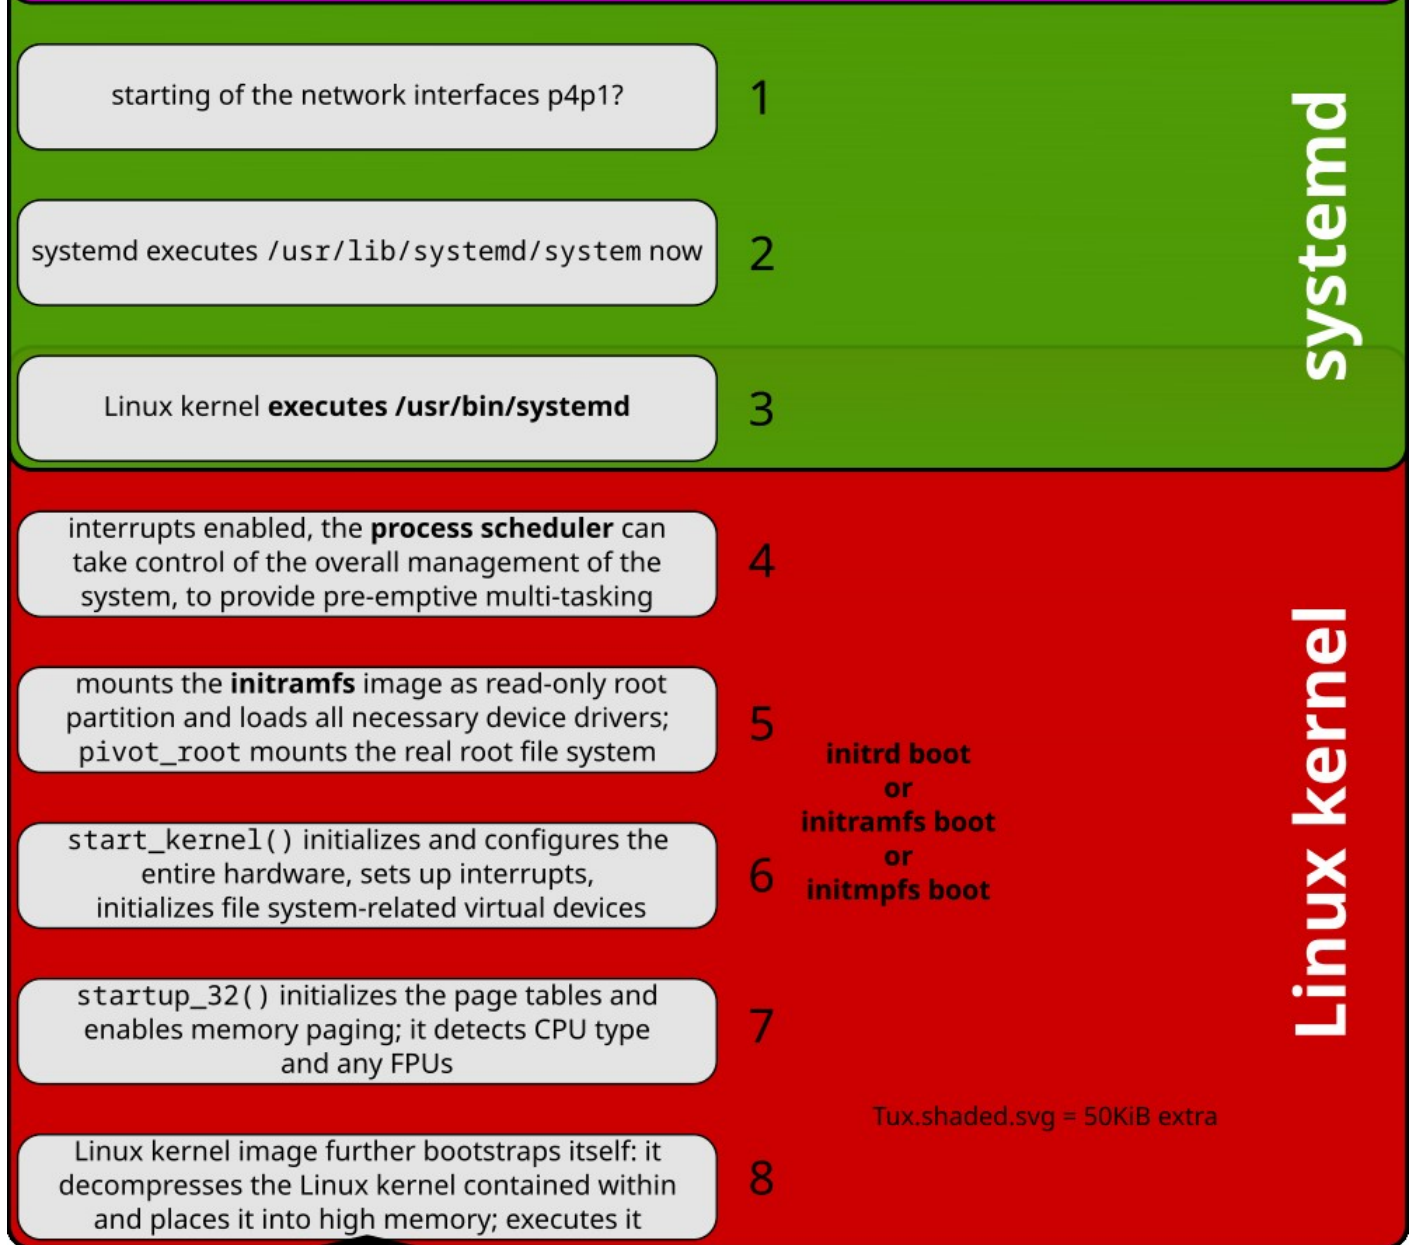 starting of the network interfaces p4p1?
1
systemd executes /usr/lib/systemd/system now
2
Linux kernel executes /usr/bin/systemd
3
systemd
interrupts enabled, the process scheduler can
take control of the overall management of the
system, to provide pre-emptive multi-tasking
4
mounts the initramfs image as read-only root
partition and loads all necessary device drivers;
pivot_root mounts the real root file system
5
initrd boot
or
initramfs boot
or
initmpfs boot
start_kernel() initializes and configures the
entire hardware, sets up interrupts,
initializes file system-related virtual devices
6
startup_32() initializes the page tables and
enables memory paging; it detects CPU type
and any FPUs
7
Tux.shaded.svg = 50KiB extra
Linux kernel image further bootstraps itself: it
decompresses the Linux kernel contained within
and places it into high memory; executes it
8
Linux kernel